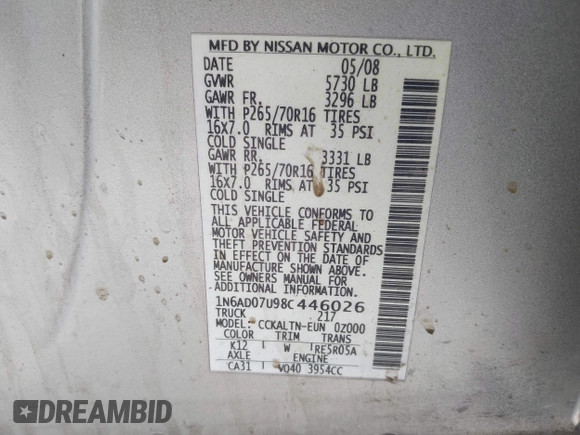 MFD BY NISSAN MOTOR CO., LTD.
DATE 05/08
GVWR 5730 LB
GAWR FR. 3296 LB
WITH P265/70R16 TIRES
16X7.0 RIMS AT 35 PSI
COLD SINGLE
GAWR RR. 3331 LB
WITH P265/70R16 TIRES
16X7.0 RIMS AT 35 PSI
COLD SINGLE
THIS VEHICLE CONFORMS TO
ALL APPLICABLE FEDERAL
MOTOR VEHICLE SAFETY AND
THEFT PREVENTION STANDARDS
IN EFFECT ON THE DATE OF
MANUFACTURE SHOWN ABOVE.
SEE OWNERS MANUAL FOR
ADDITIONAL INFORMATION.
1N6AD07U98C446026
TRUCK 217
MODEL CCKALTN-EUN 0Z000
COLOR TRIM TRANS
K12 W RE5R05A
AXLE ENGINE
CA31 VQ40 3954CC
DREAMBID